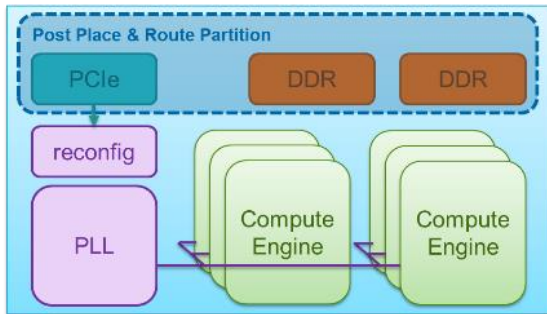 Post Place & Route Partition
PCIe
DDR
DDR
reconfig
PLL
Compute
Engine
Compute
Engine